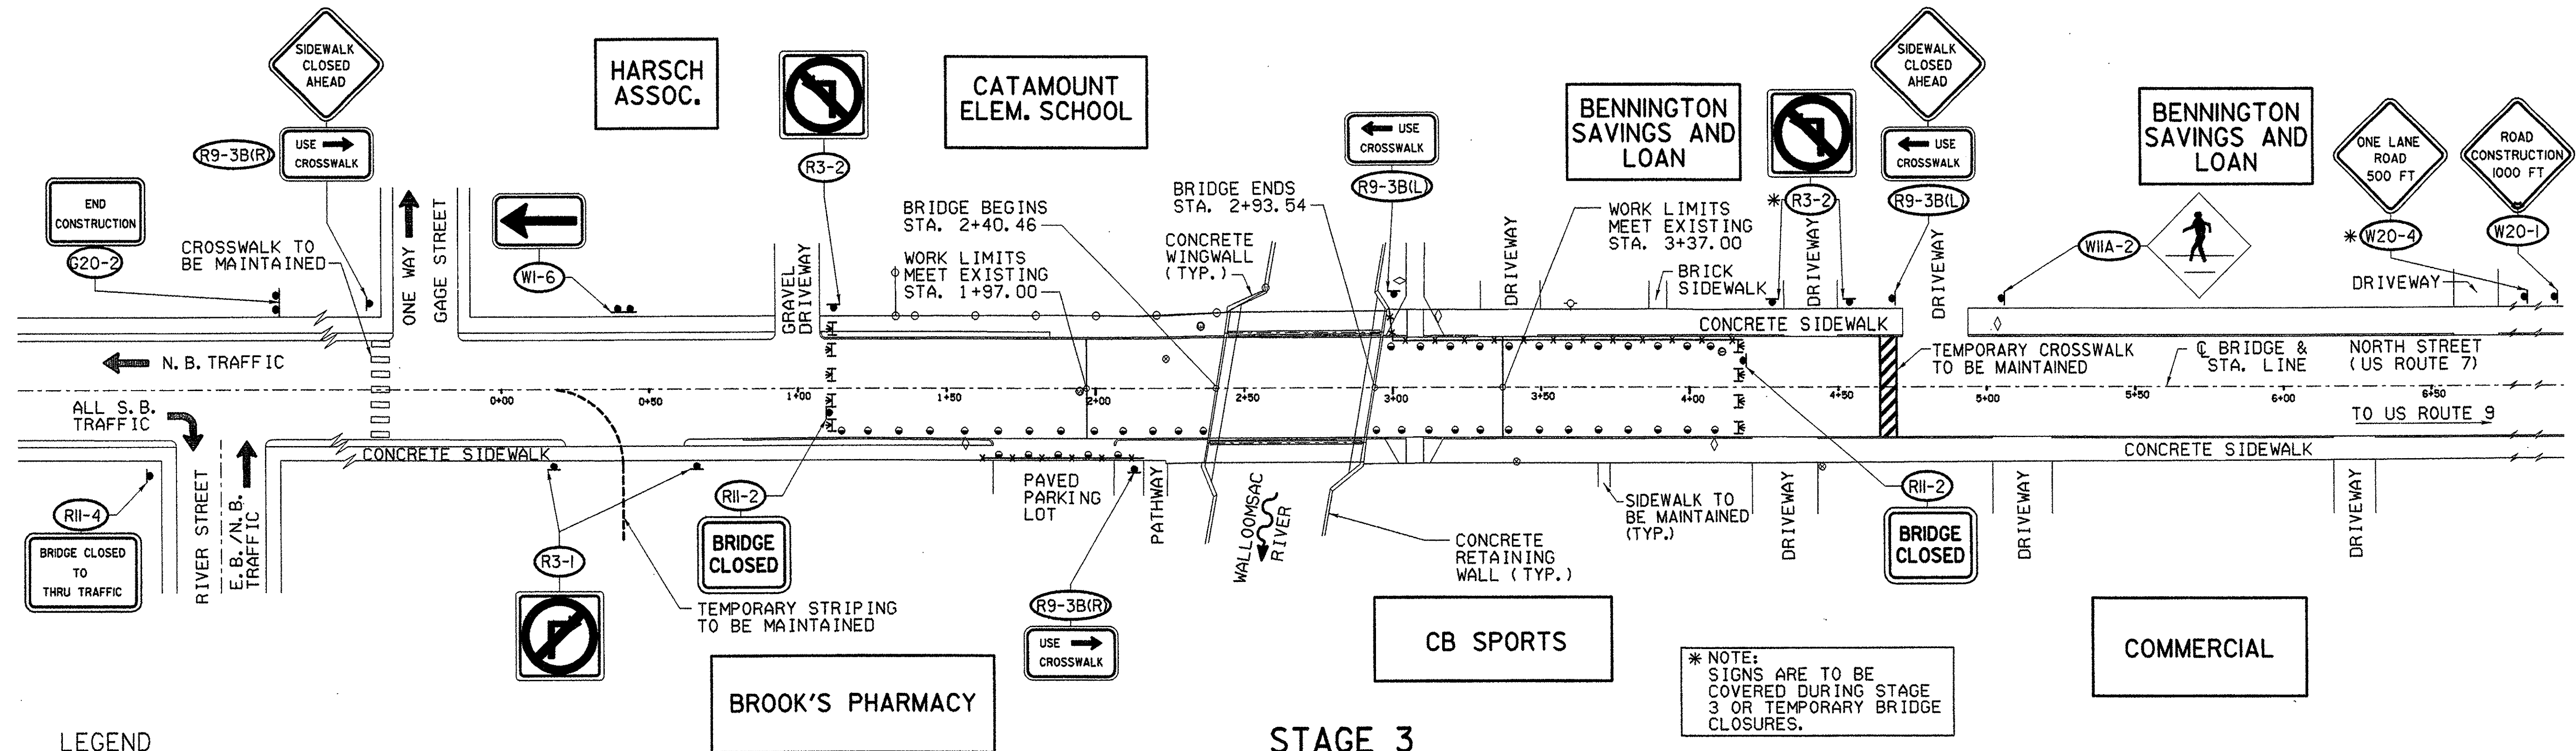 SIDEWALK
CLOSED
AHEAD
R9-3B(R)
USE
CROSSWALK
END
CONSTRUCTION
G20-2
CROSSWALK TO
BE MAINTAINED
ONE WAY
GAGE STREET
W1-6
HARSCH
ASSOC.
R3-2
GRAVEL
DRIVEWAY
CATAMOUNT
ELEM. SCHOOL
BRIDGE BEGINS
STA. 2+40.46
WORK LIMITS
MEET EXISTING
STA. 1+97.00
CONCRETE
WINGWALL
(TYP.)
BRIDGE ENDS
STA. 2+93.54
USE
CROSSWALK
R9-3B(L)
BENNINGTON
SAVINGS AND
LOAN
WORK LIMITS
MEET EXISTING
STA. 3+37.00
DRIVEWAY
BRICK
SIDEWALK
* R3-2
DRIVEWAY
SIDEWALK
CLOSED
AHEAD
USE
CROSSWALK
R9-3B(L)
DRIVEWAY
W11A-2
BENNINGTON
SAVINGS AND
LOAN
ONE LANE
ROAD
500 FT
* W20-4
ROAD
CONSTRUCTION
1000 FT
W20-1
DRIVEWAY
CONCRETE SIDEWALK
N.B. TRAFFIC
TEMPORARY CROSSWALK
TO BE MAINTAINED
℄ BRIDGE &
STA. LINE
NORTH STREET
(US ROUTE 7)
0+00 0+50 1+00 1+50 2+00 2+50 3+00 3+50 4+00 4+50 5+00 5+50 6+00 6+50
ALL S.B.
TRAFFIC
TO US ROUTE 9
CONCRETE SIDEWALK
CONCRETE SIDEWALK
R11-4
BRIDGE CLOSED
TO
THRU TRAFFIC
RIVER STREET
E.B./N.B.
TRAFFIC
R3-1
R11-2
BRIDGE
CLOSED
TEMPORARY STRIPING
TO BE MAINTAINED
PAVED
PARKING
LOT
PATHWAY
R9-3B(R)
USE
CROSSWALK
WALLOOMSAC
RIVER
CONCRETE
RETAINING
WALL (TYP.)
SIDEWALK TO
BE MAINTAINED
(TYP.)
DRIVEWAY
R11-2
BRIDGE
CLOSED
DRIVEWAY
DRIVEWAY
BROOK'S PHARMACY
CB SPORTS
* NOTE:
SIGNS ARE TO BE
COVERED DURING STAGE
3 OR TEMPORARY BRIDGE
CLOSURES.
COMMERCIAL
LEGEND
STAGE 3